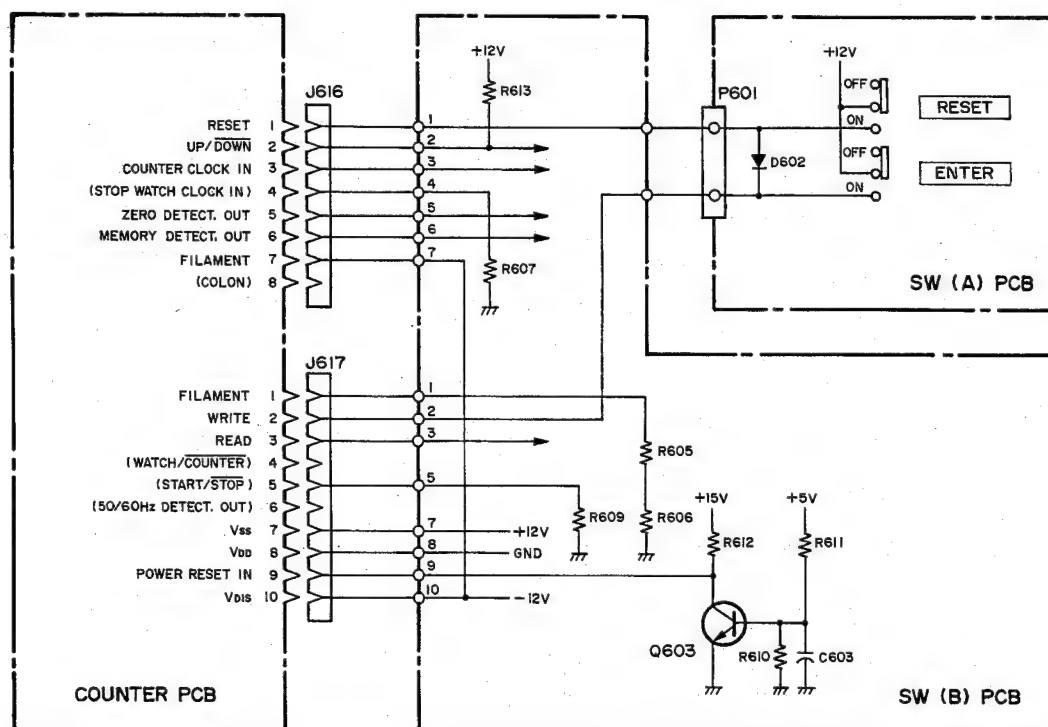 J616
RESET 1
UP/DOWN 2
COUNTER CLOCK IN 3
(STOP WATCH CLOCK IN) 4
ZERO DETECT. OUT 5
MEMORY DETECT. OUT 6
FILAMENT 7
(COLON) 8
1
2
3
4
5
6
7
+12V
R613
R607
P601
D602
+12V
OFF
ON
RESET
OFF
ON
ENTER
SW (A) PCB
J617
FILAMENT 1
WRITE 2
READ 3
(WATCH/COUNTER) 4
(START/STOP) 5
(50/60Hz DETECT. OUT) 6
VSS 7
VDD 8
POWER RESET IN 9
VDIS 10
1
2
3
5
7
8
9
10
+12V
GND
-12V
R605
R606
R609
+15V
R612
+5V
R611
Q603
R610
C603
COUNTER PCB
SW (B) PCB